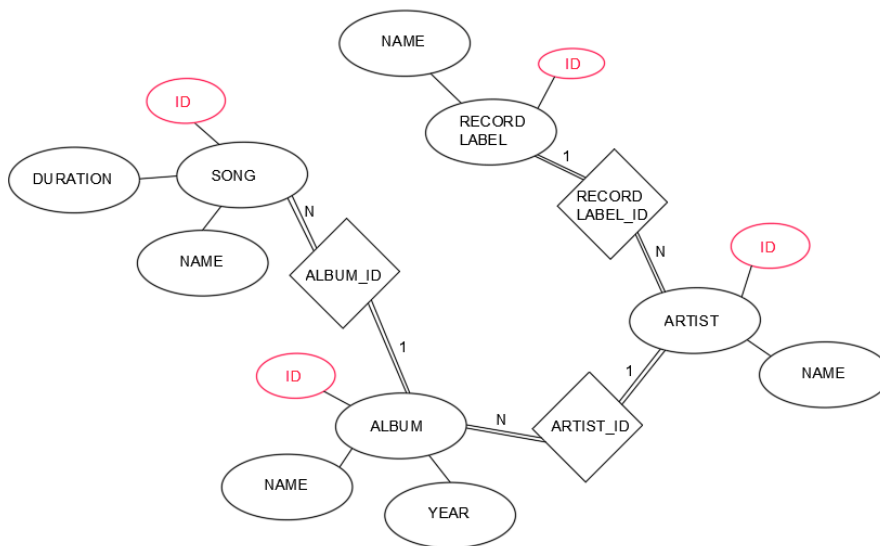 NAME
ID
RECORD
LABEL
1
RECORD
LABEL_ID
N
ID
ARTIST
NAME
ID
SONG
DURATION
NAME
N
ALBUM_ID
1
ID
ALBUM
NAME
YEAR
N
ARTIST_ID
1